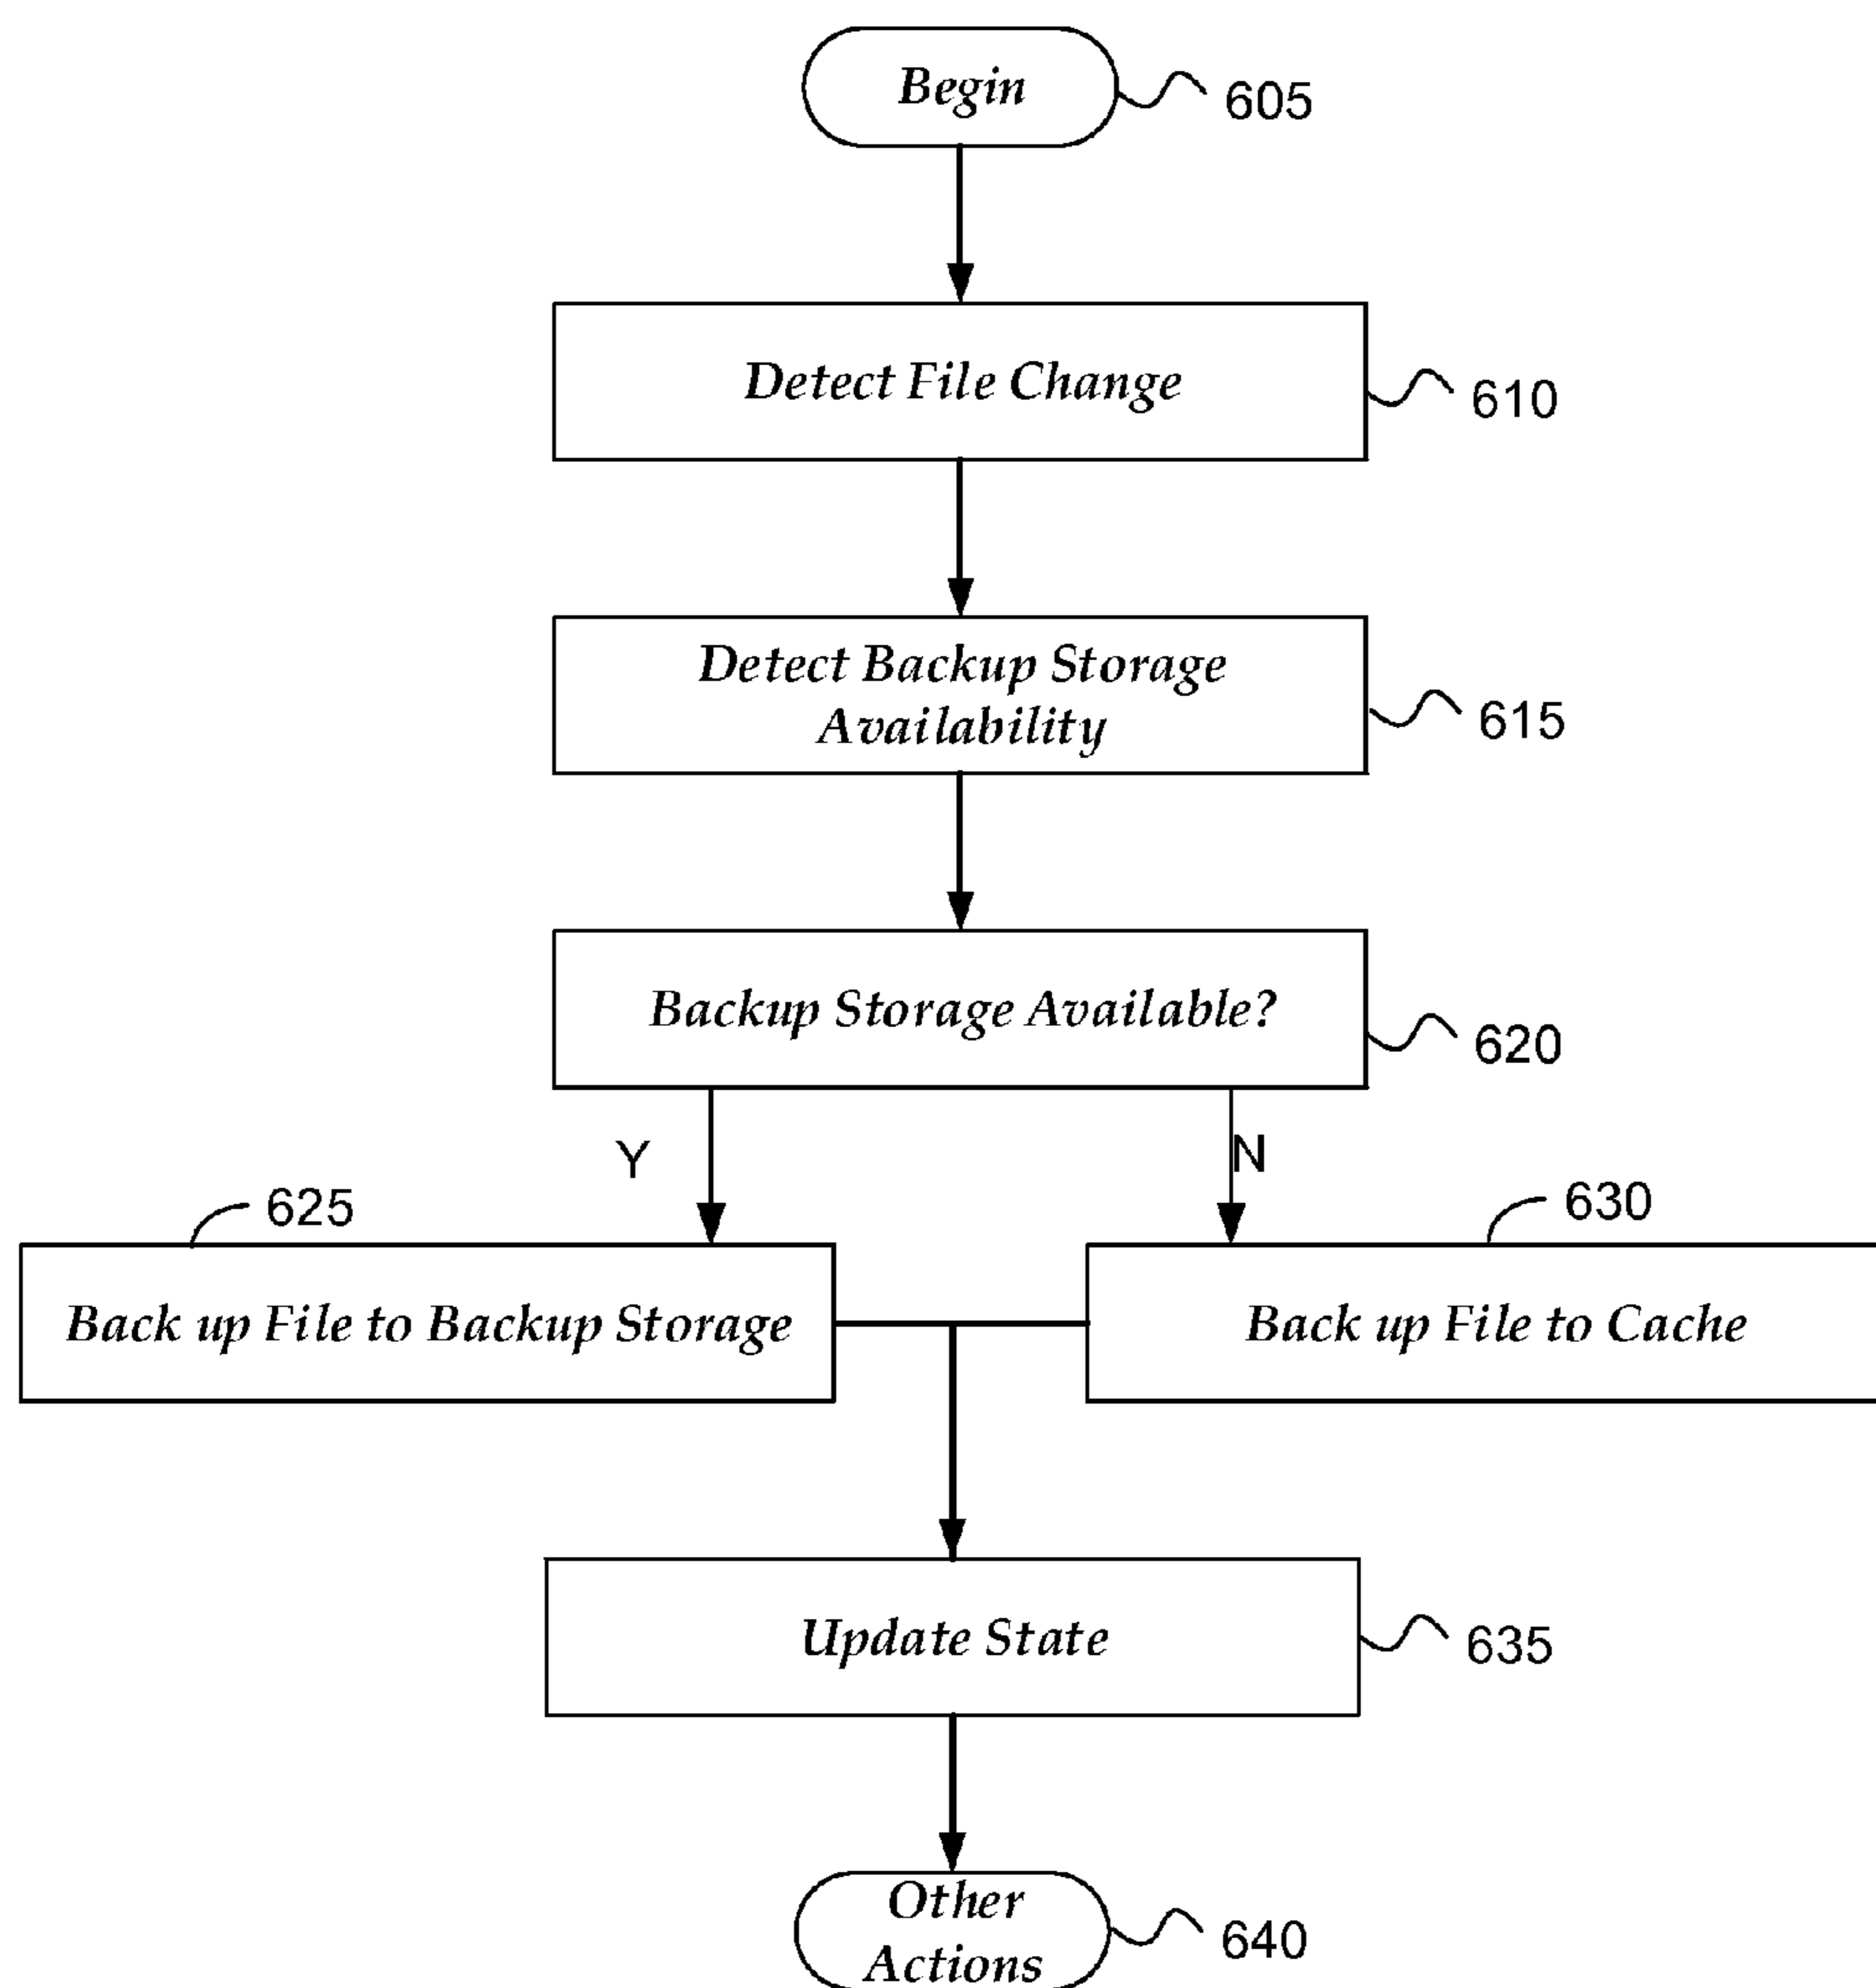 Begin
605
Detect File Change
610
Detect Backup Storage
Availability
615
Backup Storage Available?
620
Y
N
625
630
Back up File to Backup Storage
Back up File to Cache
Update State
635
Other
Actions
640